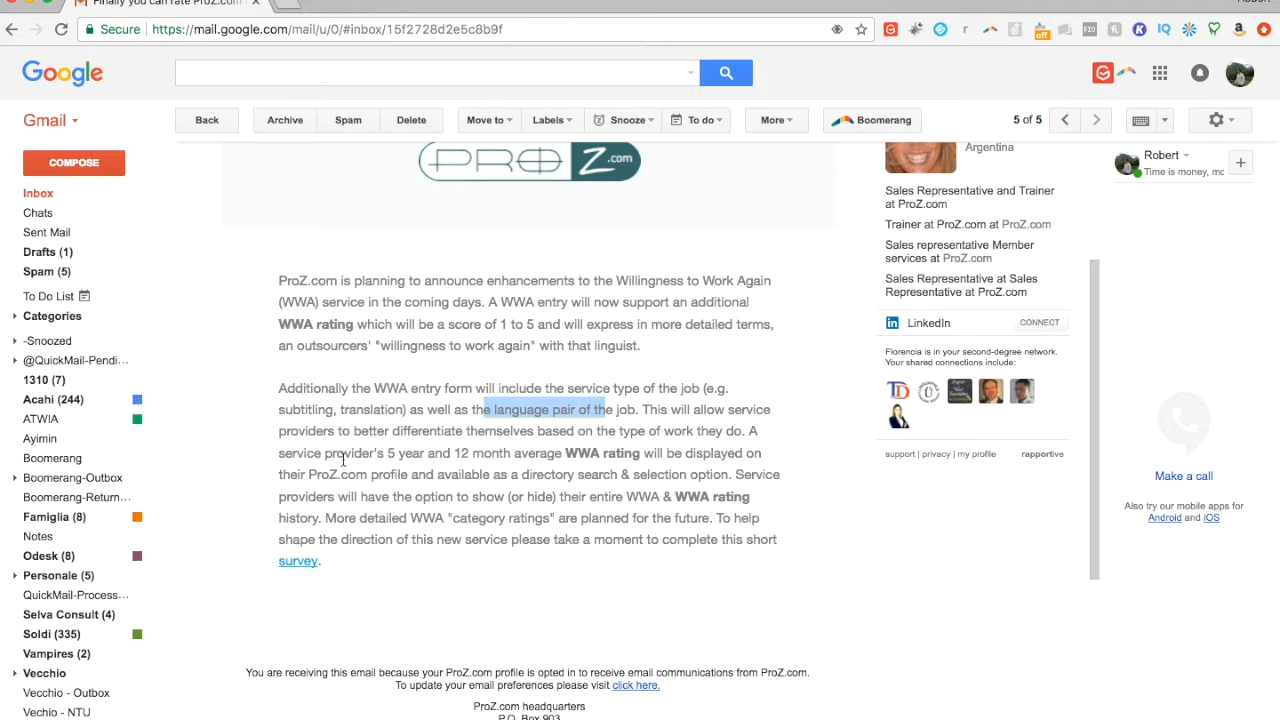 Finally you can rate ProZ.com's
Robert
Secure
https://mail.google.com/mail/u/0/#inbox/15f2728d2e5c8b9f
off
FIO
IQ
Google
Gmail
Back
Archive
Spam
Delete
Move to
Labels
Snooze
To do
More
Boomerang
5 of 5
COMPOSE
Inbox
Chats
Sent Mail
Drafts (1)
Spam (5)
To Do List
Categories
-Snoozed
@QuickMail-Pendi...
1310 (7)
Acahi (244)
ATWIA
Ayimin
Boomerang
Boomerang-Outbox
Boomerang-Return...
Famiglia (8)
Notes
Odesk (8)
Personale (5)
QuickMail-Process...
Selva Consult (4)
Soldi (335)
Vampires (2)
Vecchio
Vecchio - Outbox
Vecchio - NTU
PROZ.com
ProZ.com is planning to announce enhancements to the Willingness to Work Again
(WWA) service in the coming days. A WWA entry will now support an additional
WWA rating which will be a score of 1 to 5 and will express in more detailed terms,
an outsourcers' "willingness to work again" with that linguist.
Additionally the WWA entry form will include the service type of the job (e.g.
subtitling, translation) as well as the language pair of the job. This will allow service
providers to better differentiate themselves based on the type of work they do. A
service provider's 5 year and 12 month average WWA rating will be displayed on
their ProZ.com profile and available as a directory search & selection option. Service
providers will have the option to show (or hide) their entire WWA & WWA rating
history. More detailed WWA "category ratings" are planned for the future. To help
shape the direction of this new service please take a moment to complete this short
survey.
You are receiving this email because your ProZ.com profile is opted in to receive email communications from ProZ.com.
To update your email preferences please visit click here.
ProZ.com headquarters
P.O. Box 903
Argentina
Sales Representative and Trainer
at ProZ.com
Trainer at ProZ.com at ProZ.com
Sales representative Member
services at ProZ.com
Sales Representative at Sales
Representative at ProZ.com
LinkedIn
CONNECT
Florencia is in your second-degree network.
Your shared connections include:
TD
support | privacy | my profile
rapportive
Robert
Time is money, mo
Make a call
Also try our mobile apps for
Android and iOS